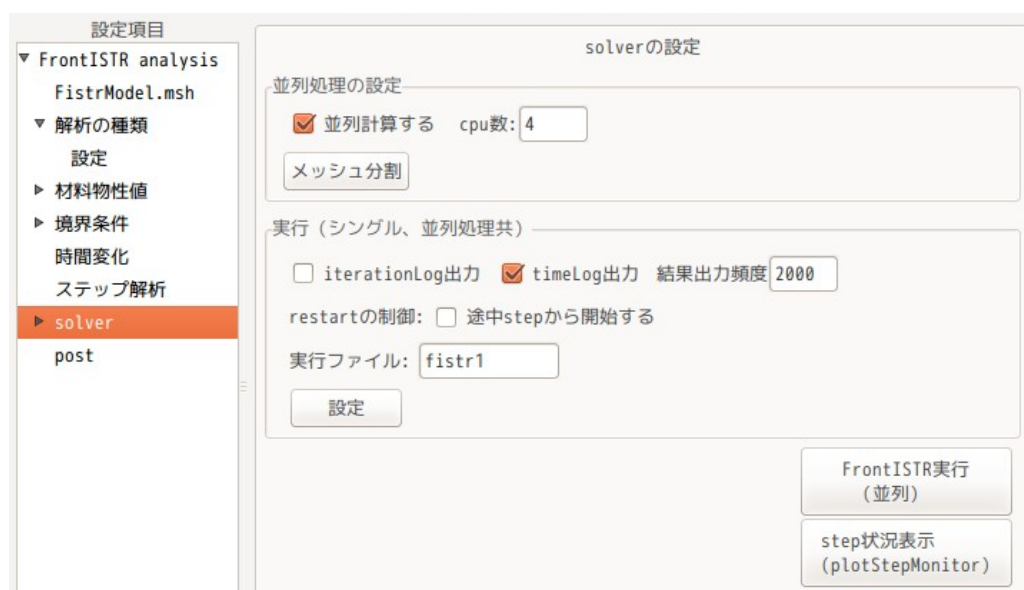 設定項目
FrontISTR analysis
FistrModel.msh
解析の種類
設定
材料物性値
境界条件
時間変化
ステップ解析
solver
post
solverの設定
並列処理の設定
並列計算する cpu数: 4
メッシュ分割
実行（シングル、並列処理共）
iterationLog出力 timeLog出力 結果出力頻度 2000
restartの制御: 途中stepから開始する
実行ファイル: fistr1
設定
FrontISTR実行
(並列)
step状況表示
(plotStepMonitor)